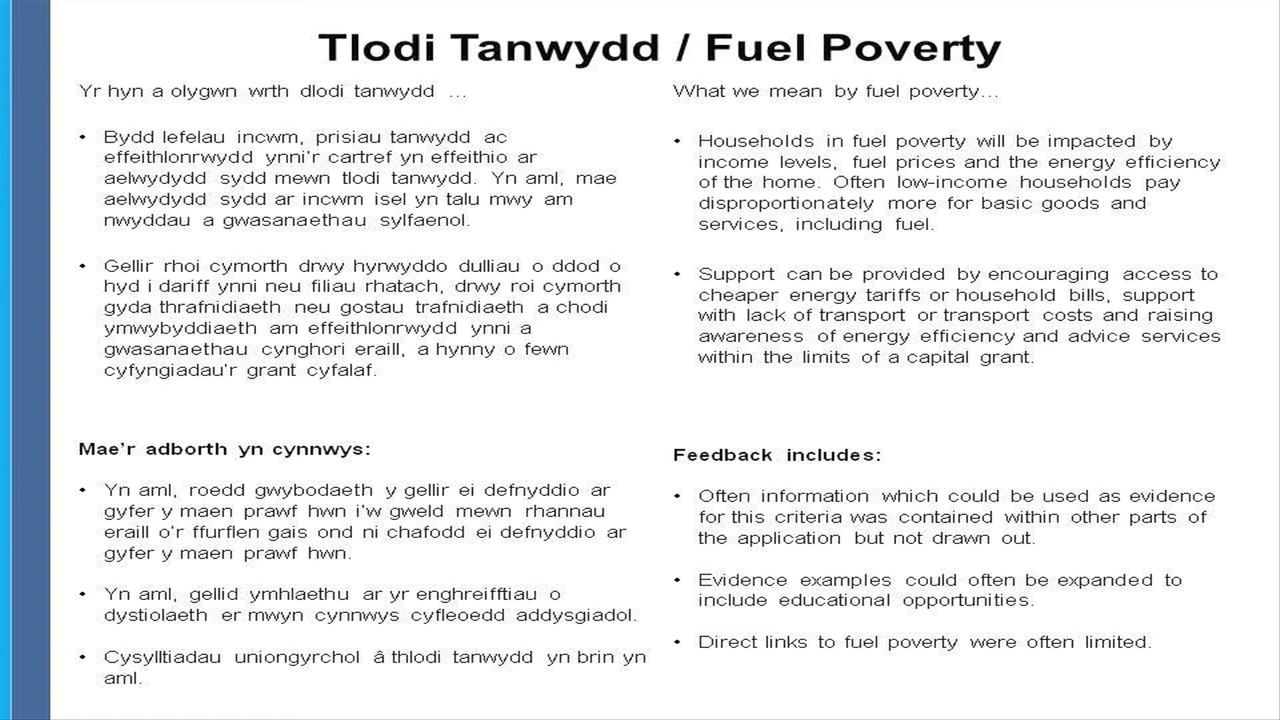 Tlodi Tanwydd / Fuel Poverty
Yr hyn a olygwn wrth dlodi tanwydd …
• Bydd lefelau incwm, prisiau tanwydd ac
effeithlonrwydd ynni'r cartref yn effeithio ar
aelwydydd sydd mewn tlodi tanwydd. Yn aml, mae
aelwydydd sydd ar incwm isel yn talu mwy am
nwyddau a gwasanaethau sylfaenol.
• Gellir rhoi cymorth drwy hyrwyddo dulliau o ddod o
hyd i dariff ynni neu filiau rhatach, drwy roi cymorth
gyda thrafnidiaeth neu gostau trafnidiaeth a chodi
ymwybyddiaeth am effeithlonrwydd ynni a
gwasanaethau cynghori eraill, a hynny o fewn
cyfyngiadau'r grant cyfalaf.
Mae'r adborth yn cynnwys:
• Yn aml, roedd gwybodaeth y gellir ei defnyddio ar
gyfer y maen prawf hwn i'w gweld mewn rhannau
eraill o'r ffurflen gais ond ni chafodd ei defnyddio ar
gyfer y maen prawf hwn.
• Yn aml, gellid ymhlaethu ar yr enghreifftiau o
dystiolaeth er mwyn cynnwys cyfleoedd addysgiadol.
• Cysylltiadau uniongyrchol â thlodi tanwydd yn brin yn
aml.
What we mean by fuel poverty…
• Households in fuel poverty will be impacted by
income levels, fuel prices and the energy efficiency
of the home. Often low-income households pay
disproportionately more for basic goods and
services, including fuel.
• Support can be provided by encouraging access to
cheaper energy tariffs or household bills, support
with lack of transport or transport costs and raising
awareness of energy efficiency and advice services
within the limits of a capital grant.
Feedback includes:
• Often information which could be used as evidence
for this criteria was contained within other parts of
the application but not drawn out.
• Evidence examples could often be expanded to
include educational opportunities.
• Direct links to fuel poverty were often limited.